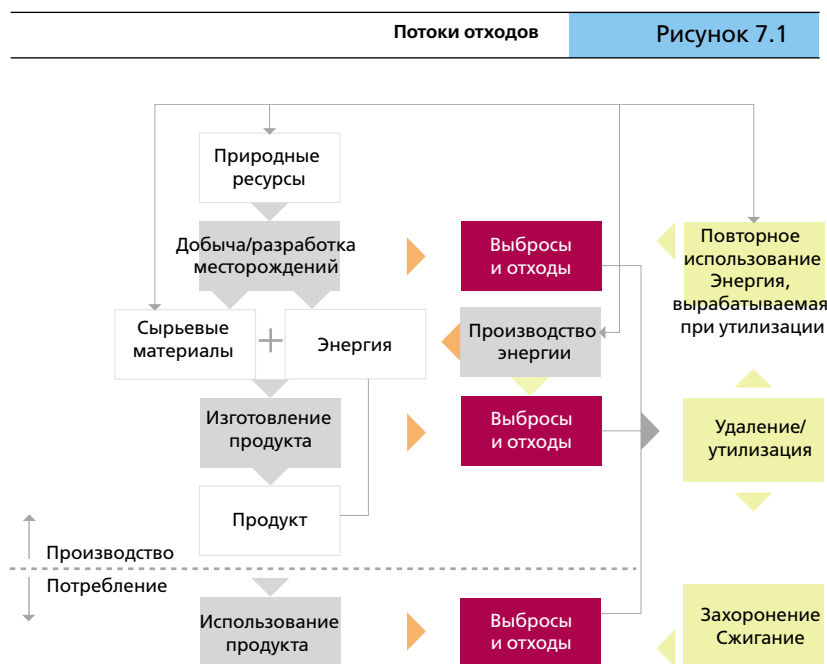 Потоки отходов
Рисунок 7.1
Природные
ресурсы
Добыча/разработка
месторождений
Выбросы
и отходы
Повторное
использование
Энергия,
вырабатываемая
при утилизации
Сырьевые
материалы
+
Энергия
Производство
энергии
Изготовление
продукта
Выбросы
и отходы
Удаление/
утилизация
Продукт
Производство
Потребление
Использование
продукта
Выбросы
и отходы
Захоронение
Сжигание